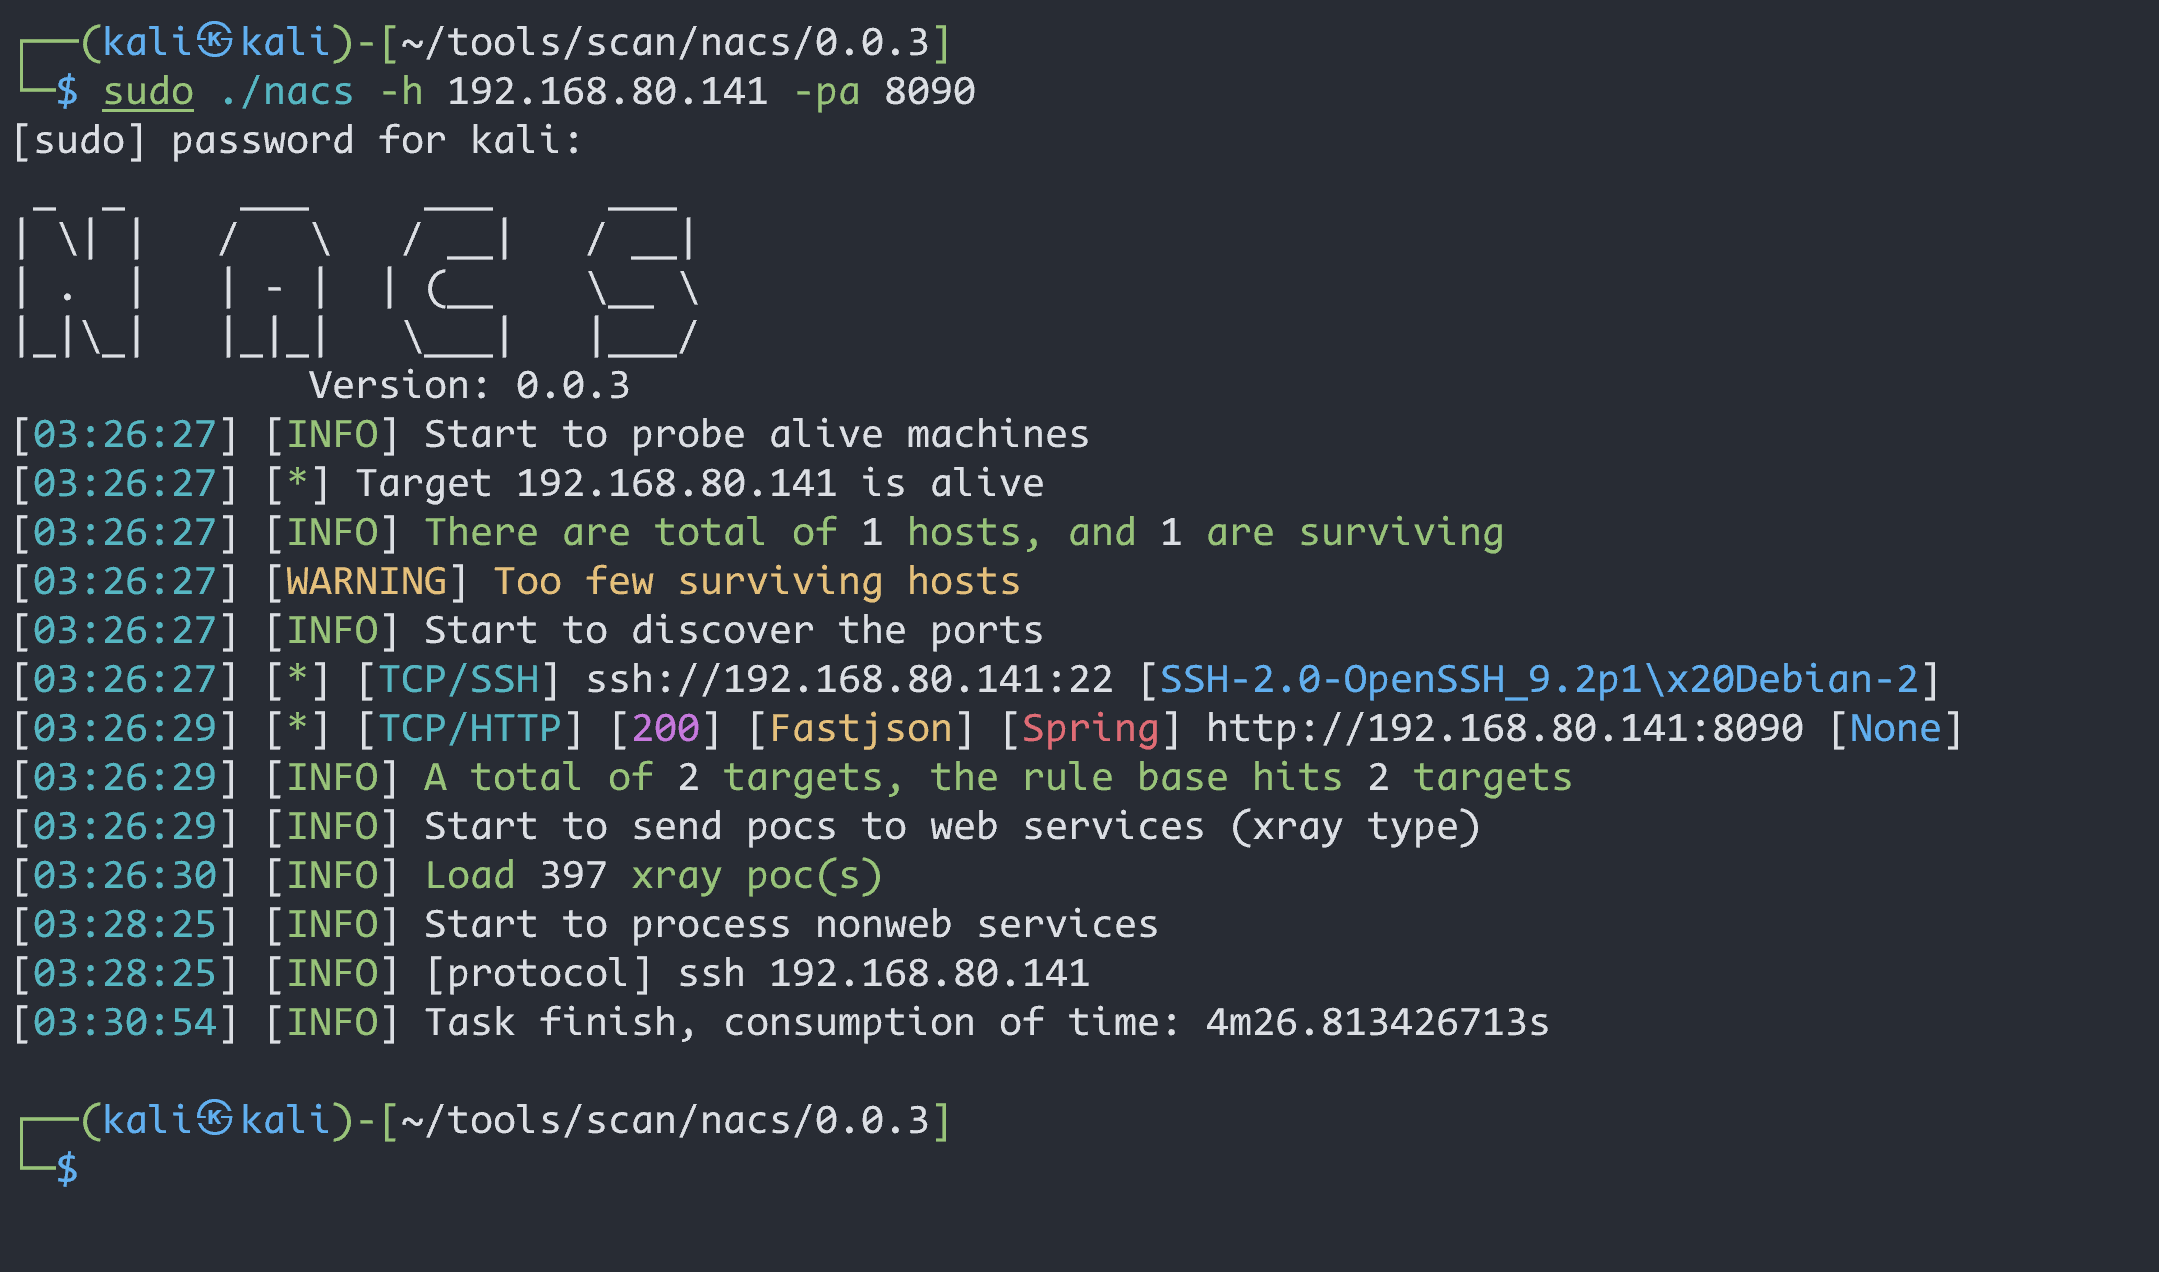 ┌──(kali㉿kali)-[~/tools/scan/nacs/0.0.3]
└─$ sudo ./nacs -h 192.168.80.141 -pa 8090
[sudo] password for kali:
 _  _     ___     ___     ___
| \| |   /   \   / __|   / __|
| .  |   | - |  | (__    \__ \
|_|\_|   |_|_|   \___|   |___/
Version: 0.0.3
[03:26:27] [INFO] Start to probe alive machines
[03:26:27] [*] Target 192.168.80.141 is alive
[03:26:27] [INFO] There are total of 1 hosts, and 1 are surviving
[03:26:27] [WARNING] Too few surviving hosts
[03:26:27] [INFO] Start to discover the ports
[03:26:27] [*] [TCP/SSH] ssh://192.168.80.141:22 [SSH-2.0-OpenSSH_9.2p1\x20Debian-2]
[03:26:29] [*] [TCP/HTTP] [200] [Fastjson] [Spring] http://192.168.80.141:8090 [None]
[03:26:29] [INFO] A total of 2 targets, the rule base hits 2 targets
[03:26:29] [INFO] Start to send pocs to web services (xray type)
[03:26:30] [INFO] Load 397 xray poc(s)
[03:28:25] [INFO] Start to process nonweb services
[03:28:25] [INFO] [protocol] ssh 192.168.80.141
[03:30:54] [INFO] Task finish, consumption of time: 4m26.813426713s
┌──(kali㉿kali)-[~/tools/scan/nacs/0.0.3]
└─$